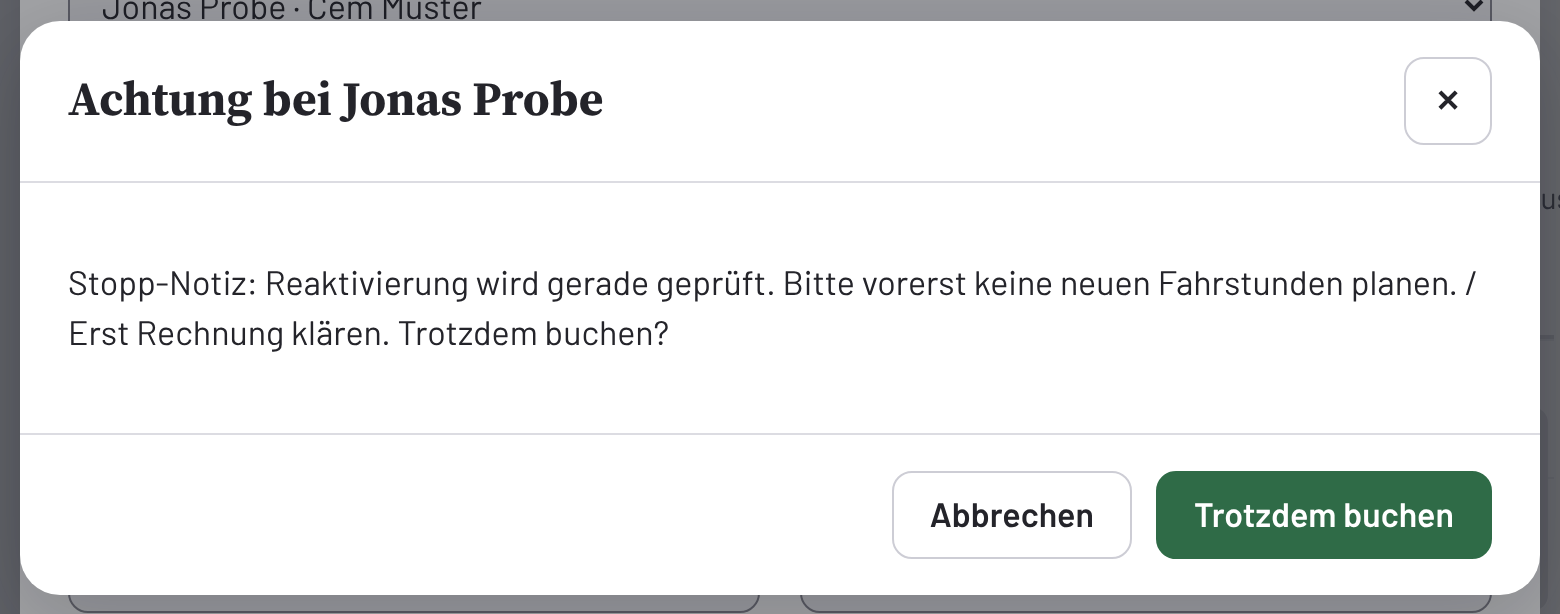 Jonas Probe · Cem Muster
Achtung bei Jonas Probe
Stopp-Notiz: Reaktivierung wird gerade geprüft. Bitte vorerst keine neuen Fahrstunden planen. /
Erst Rechnung klären. Trotzdem buchen?
Abbrechen
Trotzdem buchen